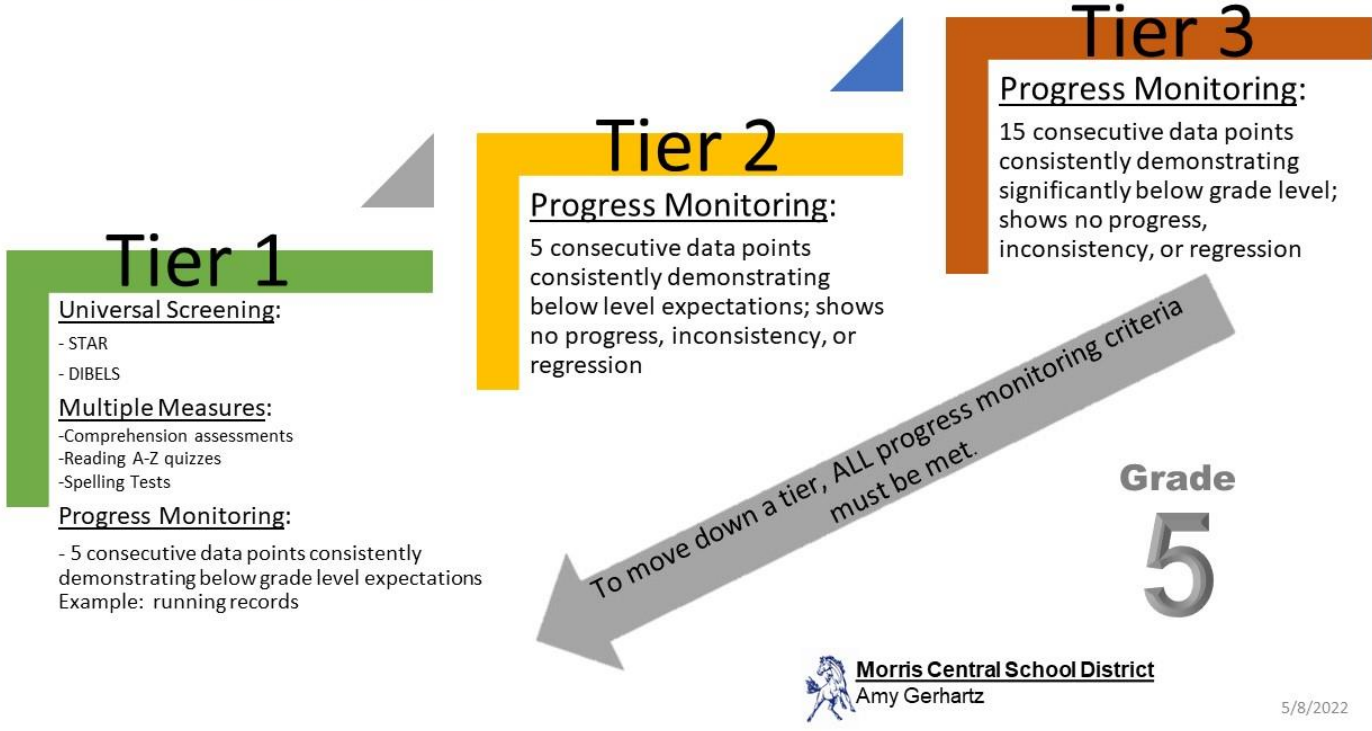 Tier 1
Universal Screening:
- STAR
- DIBELS
Multiple Measures:
-Comprehension assessments
-Reading A-Z quizzes
-Spelling Tests
Progress Monitoring:
- 5 consecutive data points consistently
demonstrating below grade level expectations
Example: running records
Tier 2
Progress Monitoring:
5 consecutive data points
consistently demonstrating
below level expectations; shows
no progress, inconsistency, or
regression
Tier 3
Progress Monitoring:
15 consecutive data points
consistently demonstrating
significantly below grade level;
shows no progress,
inconsistency, or regression
To move down a tier, ALL progress monitoring criteria
must be met.
Grade
5
Morris Central School District
Amy Gerhartz
5/8/2022